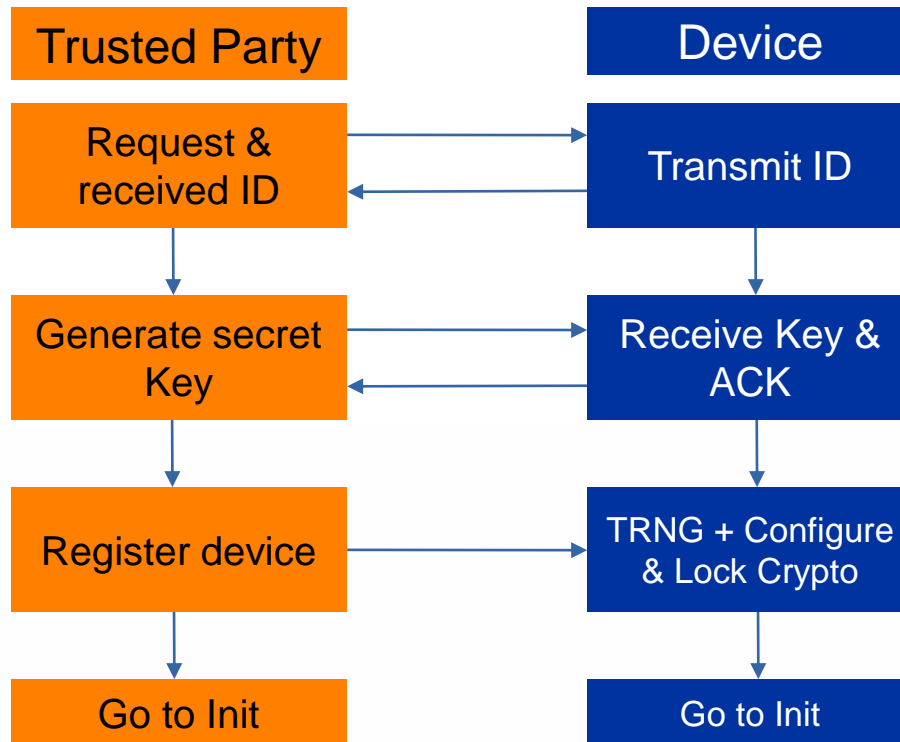 Trusted Party
Device
Request &
received ID
Transmit ID
Generate secret
Key
Receive Key &
ACK
Register device
TRNG + Configure
& Lock Crypto
Go to Init
Go to Init